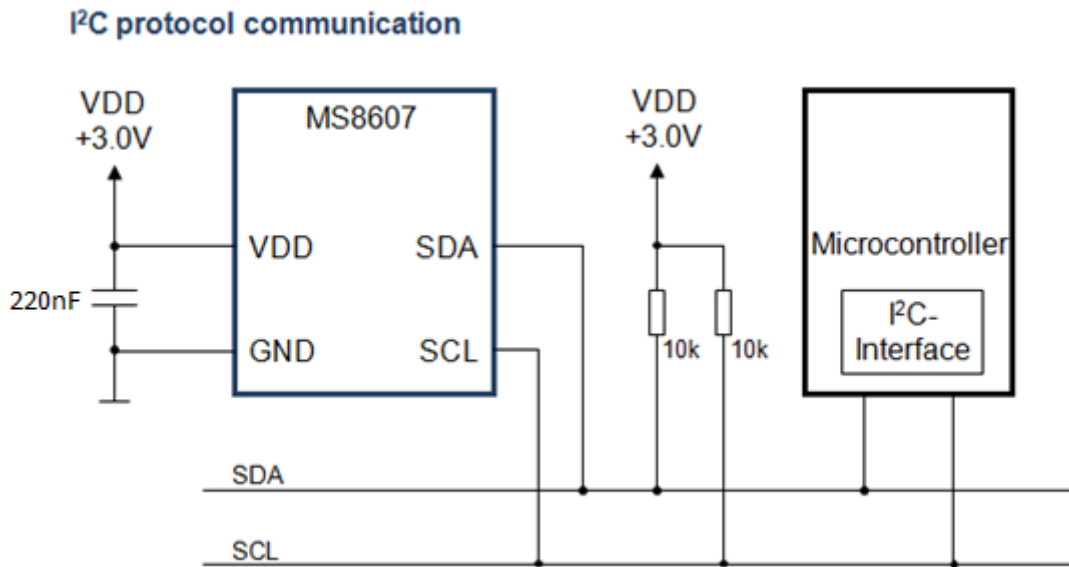 I²C protocol communication
VDD
+3.0V
MS8607
VDD
+3.0V
VDD
SDA
Microcontroller
220nF
I²C-
Interface
GND
SCL
10k
10k
SDA
SCL